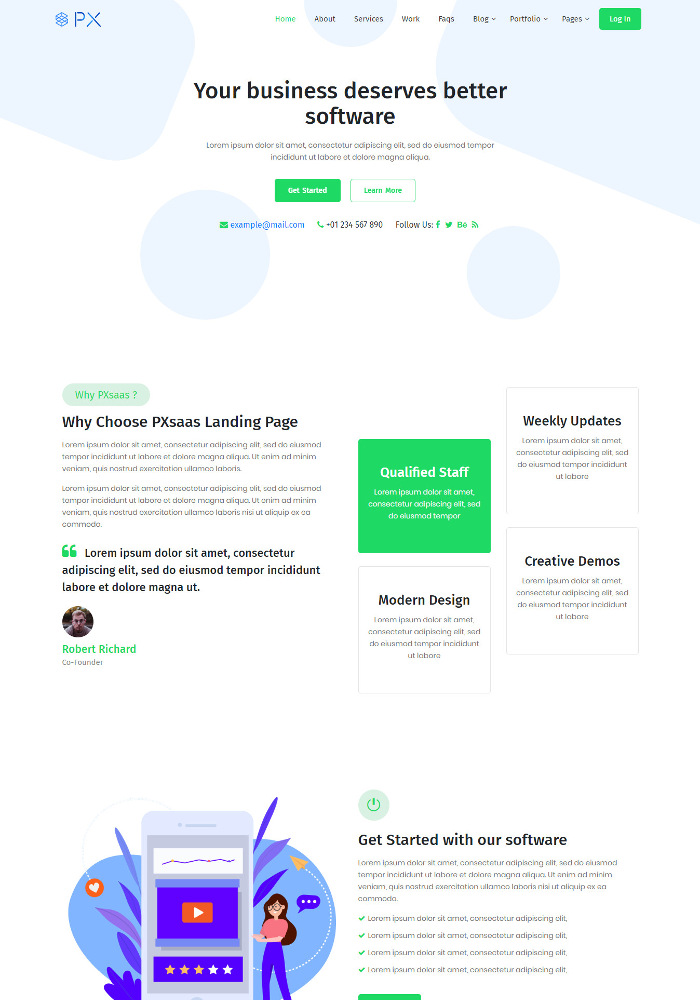 PX
Home About Services Work Faqs Blog Portfolio Pages Log In
Your business deserves better
software
Lorem ipsum dolor sit amet, consectetur adipiscing elit, sed do eiusmod tempor
incididunt ut labore et dolore magna aliqua.
Get Started Learn More
example@mail.com +01 234 567 890 Follow Us:
Why PXsaas ?
Why Choose PXsaas Landing Page
Lorem ipsum dolor sit amet, consectetur adipiscing elit, sed do eiusmod
tempor incididunt ut labore et dolore magna aliqua. Ut enim ad minim
veniam, quis nostrud exercitation ullamco laboris.
Lorem ipsum dolor sit amet, consectetur adipiscing elit, sed do eiusmod
tempor incididunt ut labore et dolore magna aliqua. Ut enim ad minim
veniam, quis nostrud exercitation ullamco laboris nisi ut aliquip ex ea
commodo.
Lorem ipsum dolor sit amet, consectetur
adipiscing elit, sed do eiusmod tempor incididunt
labore et dolore magna ut.
Robert Richard
Co-Founder
Qualified Staff
Lorem ipsum dolor sit amet,
consectetur adipiscing elit, sed
do eiusmod tempor
Modern Design
Lorem ipsum dolor sit amet,
consectetur adipiscing elit, sed
do eiusmod tempor incididunt
ut labore
Weekly Updates
Lorem ipsum dolor sit amet,
consectetur adipiscing elit, sed
do eiusmod tempor incididunt
ut labore
Creative Demos
Lorem ipsum dolor sit amet,
consectetur adipiscing elit, sed
do eiusmod tempor incididunt
ut labore
Get Started with our software
Lorem ipsum dolor sit amet, consectetur adipiscing elit, sed do eiusmod
tempor incididunt ut labore et dolore magna aliqua. Ut enim ad minim
veniam, quis nostrud exercitation ullamco laboris nisi ut aliquip ex ea
commodo.
Lorem ipsum dolor sit amet, consectetur adipiscing elit,
Lorem ipsum dolor sit amet, consectetur adipiscing elit,
Lorem ipsum dolor sit amet, consectetur adipiscing elit,
Lorem ipsum dolor sit amet, consectetur adipiscing elit,